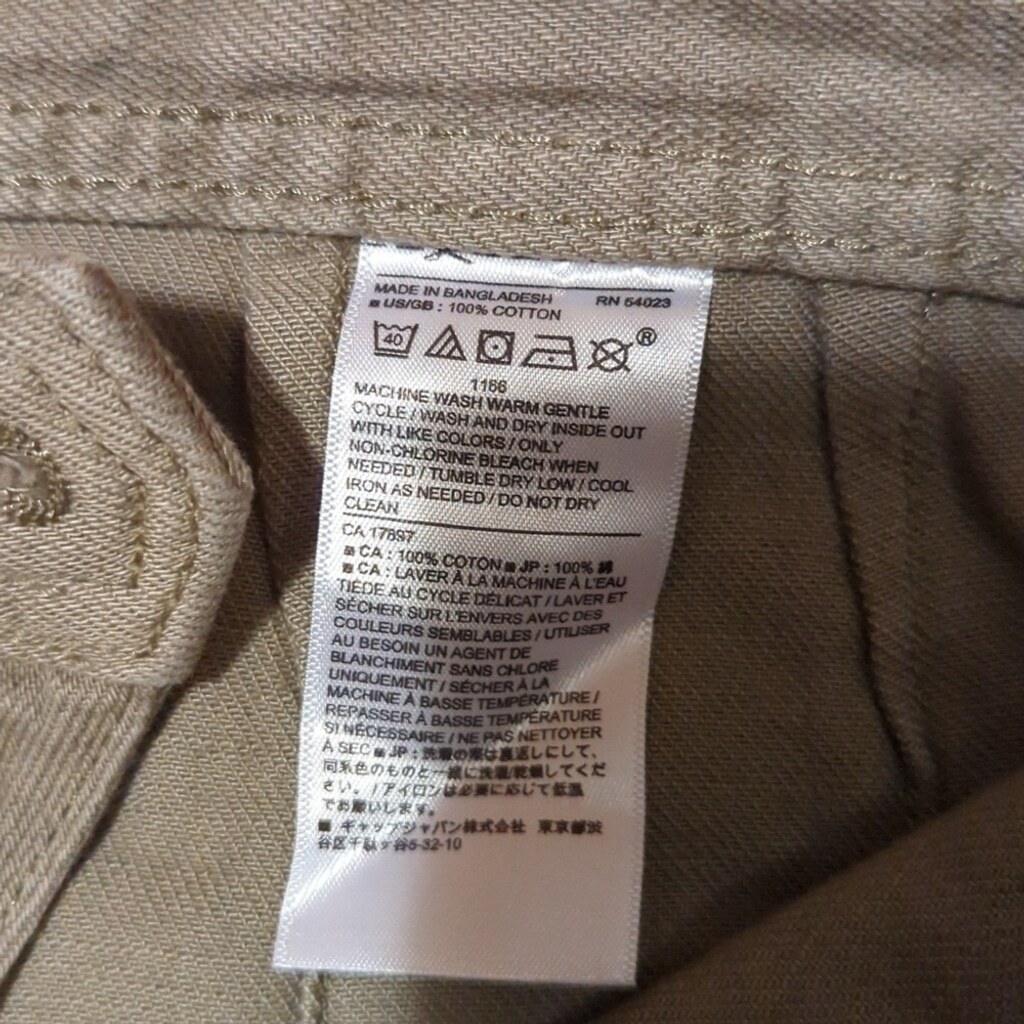 MADE IN BANGLADESH RN 54023
■ US/GB : 100% COTTON
40
®
1166
MACHINE WASH WARM GENTLE
CYCLE / WASH AND DRY INSIDE OUT
WITH LIKE COLORS / ONLY
NON-CHLORINE BLEACH WHEN
NEEDED / TUMBLE DRY LOW / COOL
IRON AS NEEDED / DO NOT DRY
CLEAN
CA 17897
■ CA : 100% COTON ■ JP : 100% 綿
■ CA : LAVER À LA MACHINE À L'EAU
TIÈDE AU CYCLE DÉLICAT / LAVER ET
SÉCHER SUR L'ENVERS AVEC DES
COULEURS SEMBLABLES / UTILISER
AU BESOIN UN AGENT DE
BLANCHIMENT SANS CHLORE
UNIQUEMENT / SÉCHER À LA
MACHINE À BASSE TEMPÉRATURE /
REPASSER À BASSE TEMPÉRATURE
SI NÉCESSAIRE / NE PAS NETTOYER
À SEC ■ JP : 洗濯の際は裏返しにして、
同系色のものと一緒に洗濯/乾燥してくだ
さい。 / アイロンは必要に応じて低温
でお願いします。
■ ギャップジャパン株式会社 東京都渋
谷区千駄ヶ谷5-32-10